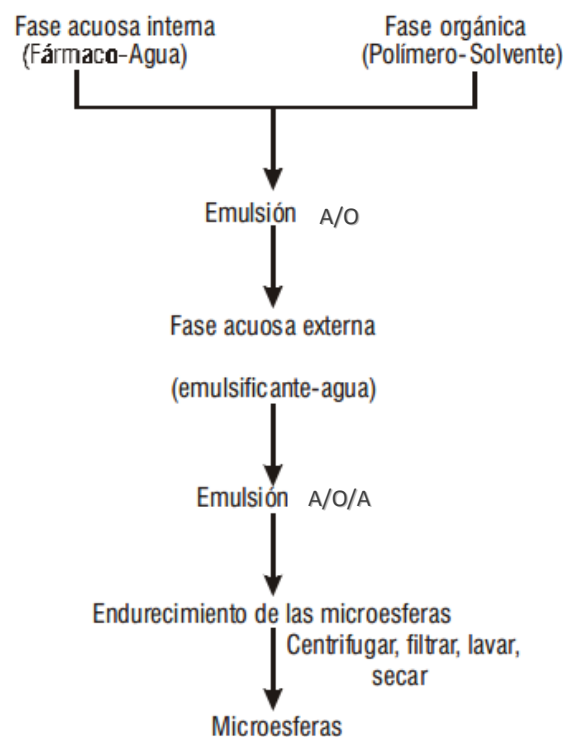 Fase acuosa interna
(Fármaco-Agua)
Fase orgánica
(Polímero-Solvente)
Emulsión A/O
Fase acuosa externa
(emulsificante-agua)
Emulsión A/O/A
Endurecimiento de las microesferas
Centrifugar, filtrar, lavar,
secar
Microesferas